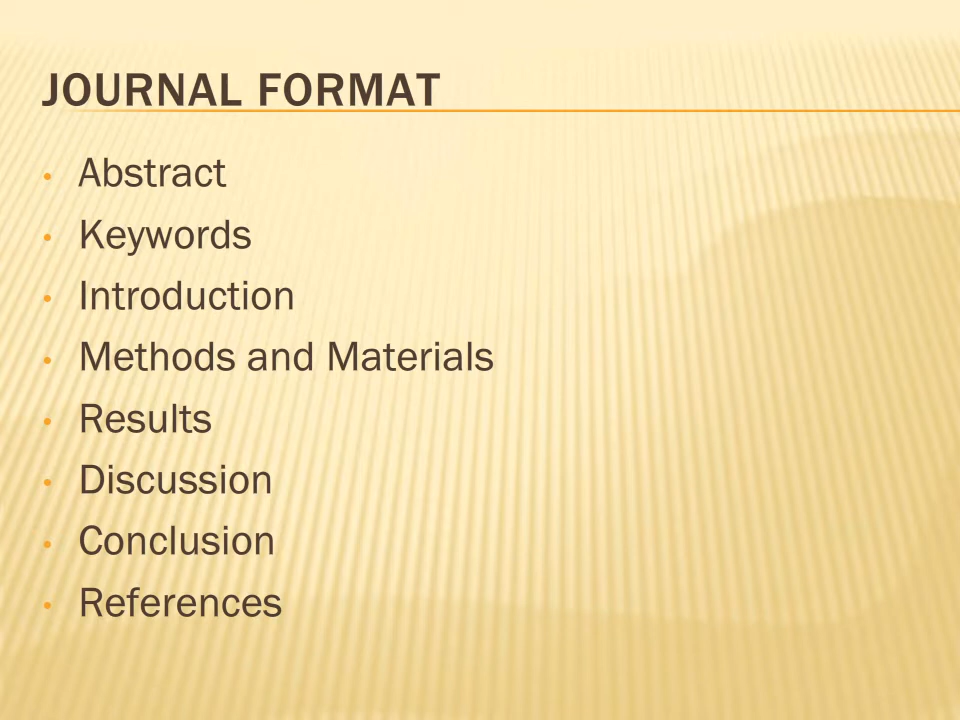 JOURNAL FORMAT
• Abstract
• Keywords
• Introduction
• Methods and Materials
• Results
• Discussion
• Conclusion
• References